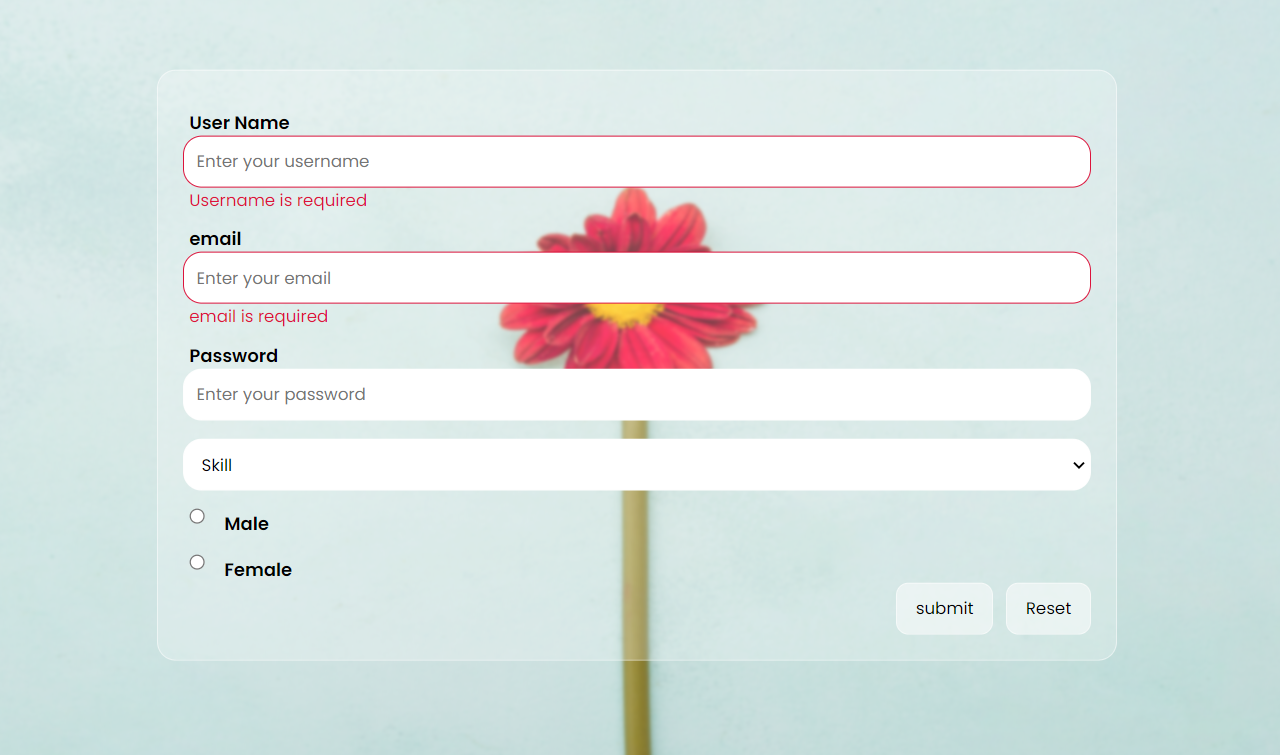 User Name
Enter your username
Username is required
email
Enter your email
email is required
Password
Enter your password
Skill
Male
Female
submit
Reset